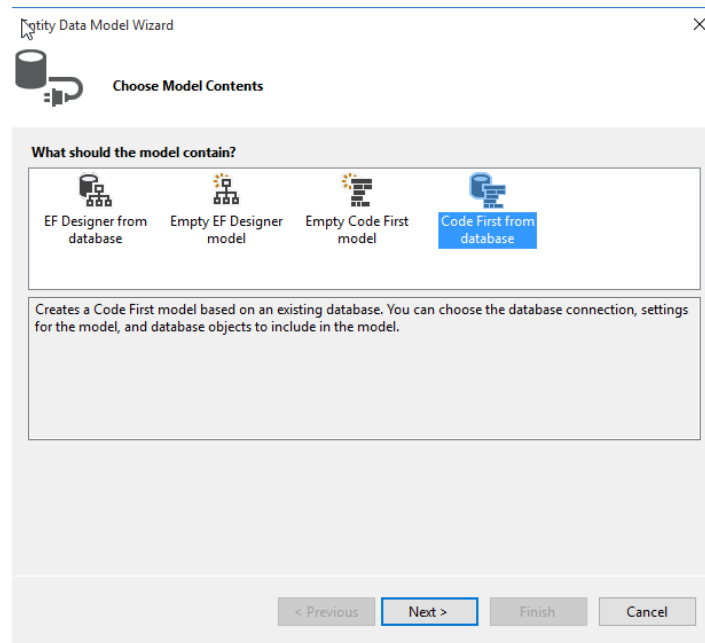 Entity Data Model Wizard
Choose Model Contents
What should the model contain?
EF Designer from
database
Empty EF Designer
model
Empty Code First
model
Code First from
database
Creates a Code First model based on an existing database. You can choose the database connection, settings
for the model, and database objects to include in the model.
< Previous
Next >
Finish
Cancel